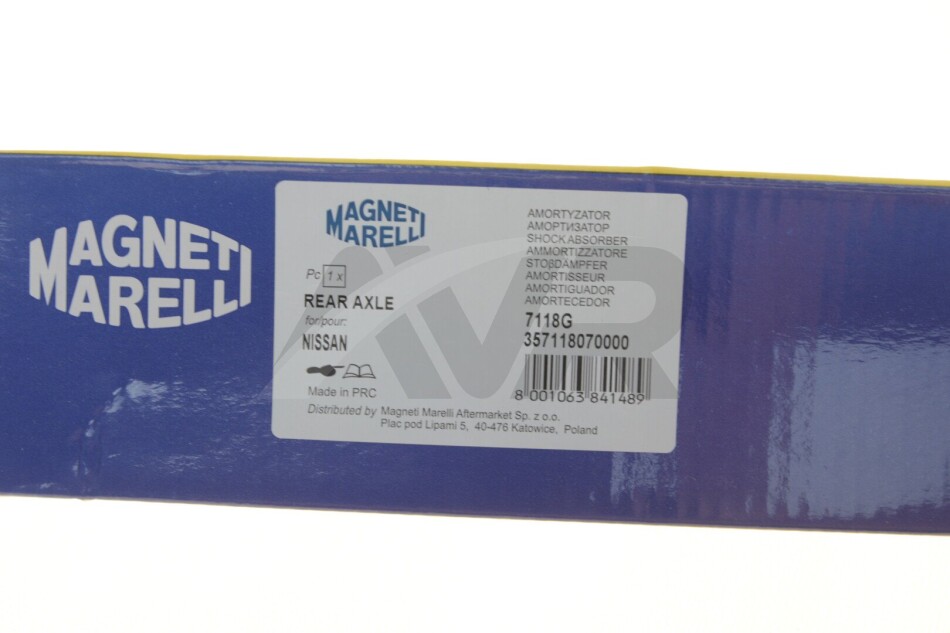 MAGNETI
MARELLI
MAGNETI
MARELLI
Pc 1 x
REAR AXLE
for/pour:
NISSAN
Made in PRC
Distributed by Magneti Marelli Aftermarket Sp. z o.o.
Plac pod Lipami 5, 40-476 Katowice, Poland
AMORTYZATOR
АМОРТИЗАТОР
SHOCK ABSORBER
AMMORTIZZATORE
STOßDÄMPFER
AMORTISSEUR
AMORTIGUADOR
AMORTECEDOR
7118G
357118070000
8 001063 841489
AVR